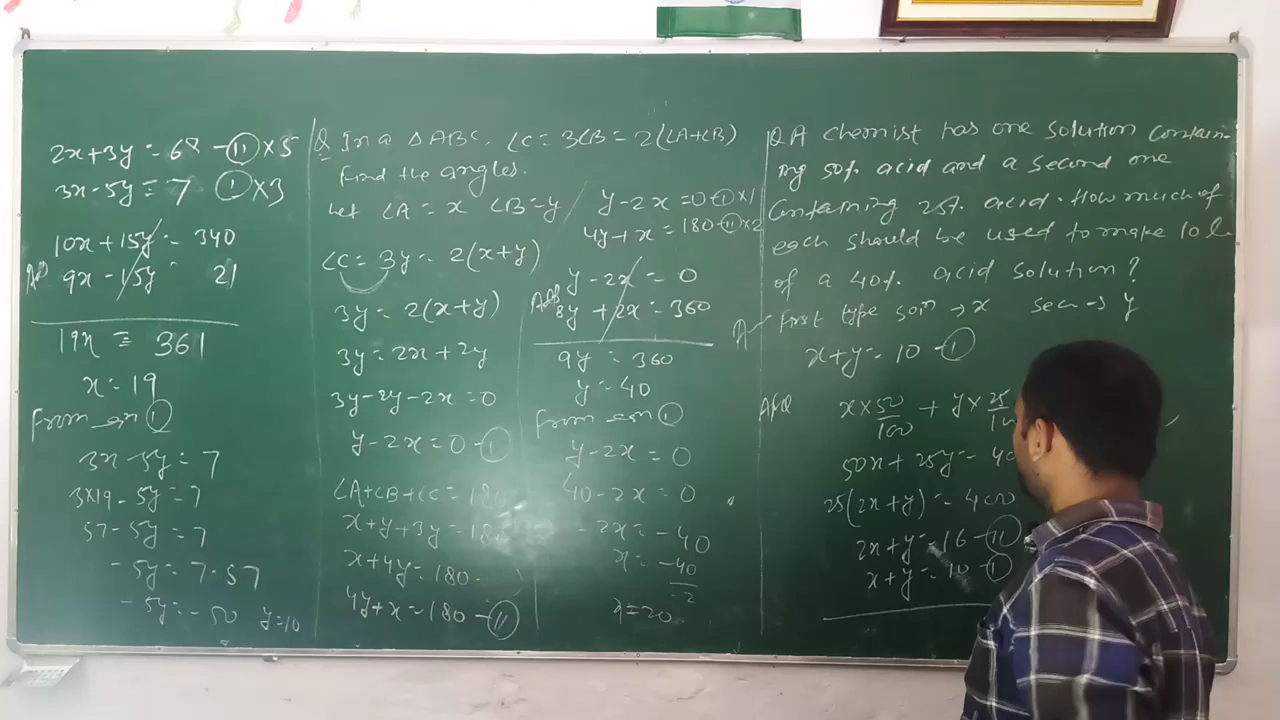 2x+3y=68-(II)×5
3x-5y=7 (I)×3
10x+15y=340
9x-15y=21
19x=361
x=19
From eqn (I)
3x-5y=7
3×19-5y=7
57-5y=7
-5y=7-57
-5y=-50 y=10
Q In a △ABC, ∠C=3∠B=2(∠A+∠B)
Find the angles.
Let ∠A=x ∠B=y
∠C=3y=2(x+y)
3y=2(x+y)
3y=2x+2y
3y-2y-2x=0
y-2x=0-(I)
∠A+∠B+∠C=180
x+y+3y=180
x+4y=180
4y+x=180-(II)
y-2x=0-(I)×1
4y+x=180-(II)×2
y-2x=0
Add 8y+2x=360
9y=360
y=40
From eqn (I)
y-2x=0
40-2x=0
-2x=-40
x=-40/-2
x=20
Q A chemist has one solution contain-
ing 50% acid and a second one
containing 25% acid. How much of
each should be used to make 10 L
of a 40% acid solution?
First type soln→x Secn→y
x+y=10-(I)
A/Q x×50/100+y×25/
50x+25y=
25(2x+y)=400
2x+y=16-(II)
x+y=10-(I)